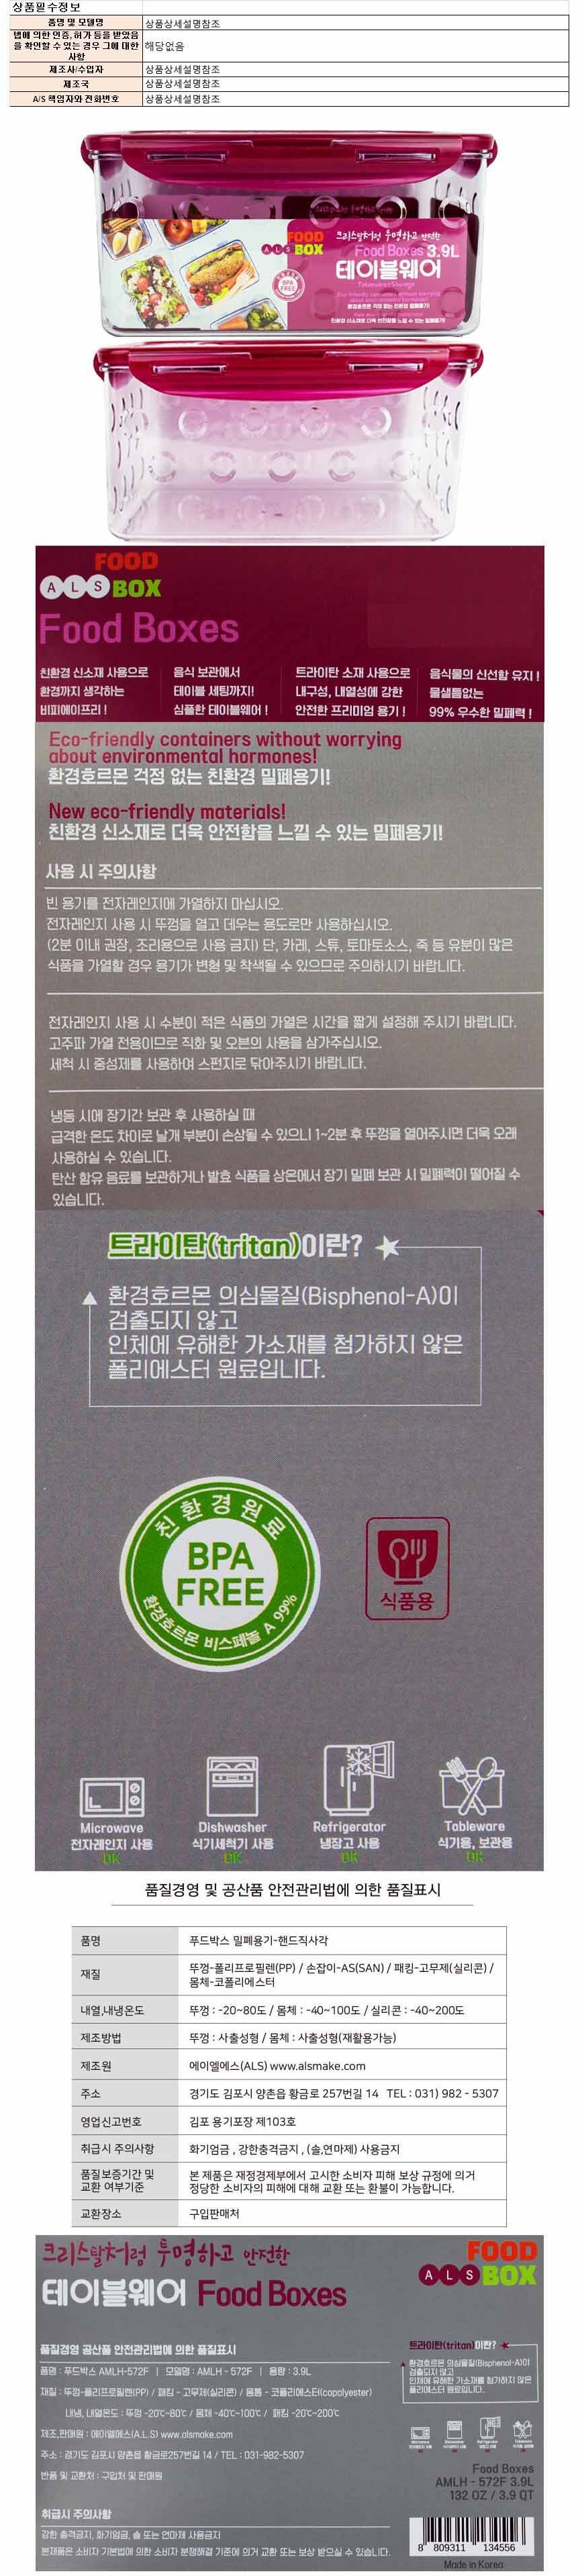 상품필수정보
품명 및 모델명 상품상세설명참조
법에 의한 인증, 허가 등을 받았음
을 확인할 수 있는 경우 그에 대한 해당없음
사항
제조사/수입자 상품상세설명참조
제조국 상품상세설명참조
A/S 책임자와 전화번호 상품상세설명참조
FOOD
ALS BOX
크리스탈처럼 투명하고 안전한
Food Boxes 3.9L
테이블웨어
BPA
FREE
FOOD
ALS BOX
Food Boxes
친환경 신소재 사용으로
환경까지 생각하는
비피에이프리 !
음식 보관에서
테이블 세팅까지!
심플한 테이블웨어 !
트라이탄 소재 사용으로
내구성, 내열성에 강한
안전한 프리미엄 용기 !
음식물의 신선함 유지 !
물샐틈없는
99% 우수한 밀폐력 !
Eco-friendly containers without worrying
about environmental hormones!
환경호르몬 걱정 없는 친환경 밀폐용기!
New eco-friendly materials!
친환경 신소재로 더욱 안전함을 느낄 수 있는 밀폐용기!
사용 시 주의사항
빈 용기를 전자레인지에 가열하지 마십시오.
전자레인지 사용 시 뚜껑을 열고 데우는 용도로만 사용하십시오.
(2분 이내 권장, 조리용으로 사용 금지) 단, 카레, 스튜, 토마토소스, 죽 등 유분이 많은
식품을 가열할 경우 용기가 변형 및 착색될 수 있으므로 주의하시기 바랍니다.
전자레인지 사용 시 수분이 적은 식품의 가열은 시간을 짧게 설정해 주시기 바랍니다.
고주파 가열 전용이므로 직화 및 오븐의 사용을 삼가주십시오.
세척 시 중성제를 사용하여 스펀지로 닦아주시기 바랍니다.
냉동 시에 장기간 보관 후 사용하실 때
급격한 온도 차이로 날개 부분이 손상될 수 있으니 1~2분 후 뚜껑을 열어주시면 더욱 오래
사용하실 수 있습니다.
탄산 함유 음료를 보관하거나 발효 식품을 상온에서 장기 밀폐 보관 시 밀폐력이 떨어질 수
있습니다.
트라이탄(tritan)이란?
환경호르몬 의심물질(Bisphenol-A)이
검출되지 않고
인체에 유해한 가소재를 첨가하지 않은
폴리에스터 원료입니다.
친환경원료
BPA
FREE
환경호르몬 비스페놀 A 99%
식품용
Microwave
전자레인지 사용
OK
Dishwasher
식기세척기 사용
OK
Refrigerator
냉장고 사용
OK
Tableware
식기용, 보관용
OK
품질경영 및 공산품 안전관리법에 의한 품질표시
품명 푸드박스 밀폐용기-핸드직사각
재질 뚜껑-폴리프로필렌(PP) / 손잡이-AS(SAN) / 패킹-고무제(실리콘) /
몸체-코폴리에스터
내열,내냉온도 뚜껑 : -20~80도 / 몸체 : -40~100도 / 실리콘 : -40~200도
제조방법 뚜껑 : 사출성형 / 몸체 : 사출성형(재활용가능)
제조원 에이엘에스(ALS) www.alsmake.com
주소 경기도 김포시 양촌읍 황금로 257번길 14 TEL : 031) 982 - 5307
영업신고번호 김포 용기포장 제103호
취급시 주의사항 화기엄금 , 강한충격금지 , (솔,연마제) 사용금지
품질보증기간 및
교환 여부기준
본 제품은 재정경제부에서 고시한 소비자 피해 보상 규정에 의거
정당한 소비자의 피해에 대해 교환 또는 환불이 가능합니다.
교환장소 구입판매처
크리스탈처럼 투명하고 안전한
테이블웨어 Food Boxes
FOOD
ALS BOX
품질경영 공산품 안전관리법에 의한 품질표시
품명 : 푸드박스 AMLH-572F | 모델명 : AMLH - 572F | 용량 : 3.9L
재질 : 뚜껑-폴리프로필렌(PP) / 패킹 - 고무제(실리콘) / 몸통 - 코폴리에스터(copolyester)
내냉, 내열온도 : 뚜껑 -20℃~80℃ / 몸체 -40℃~100℃ / 패킹 -20℃~200℃
제조,판매원 : 에이엘에스(A.L.S) www.alsmake.com
주소 : 경기도 김포시 양촌읍 황금로257번길 14 / TEL : 031-982-5307
반품 및 교환처 : 구입처 및 판매원
취급시 주의사항
강한 충격금지, 화기엄금, 솔 또는 연마제 사용금지
본제품은 소비자 기본법에 의한 소비자 분쟁해결 기준에 의거 교환 또는 보상 받으실 수 있습니다.
트라이탄(tritan)이란?
환경호르몬 의심물질(Bisphenol-A)이
검출되지 않고
인체에 유해한 가소재를 첨가하지 않은
폴리에스터 원료입니다.
Food Boxes
AMLH - 572F 3.9L
132 OZ / 3.9 QT
8 809311 134556
Made in Korea